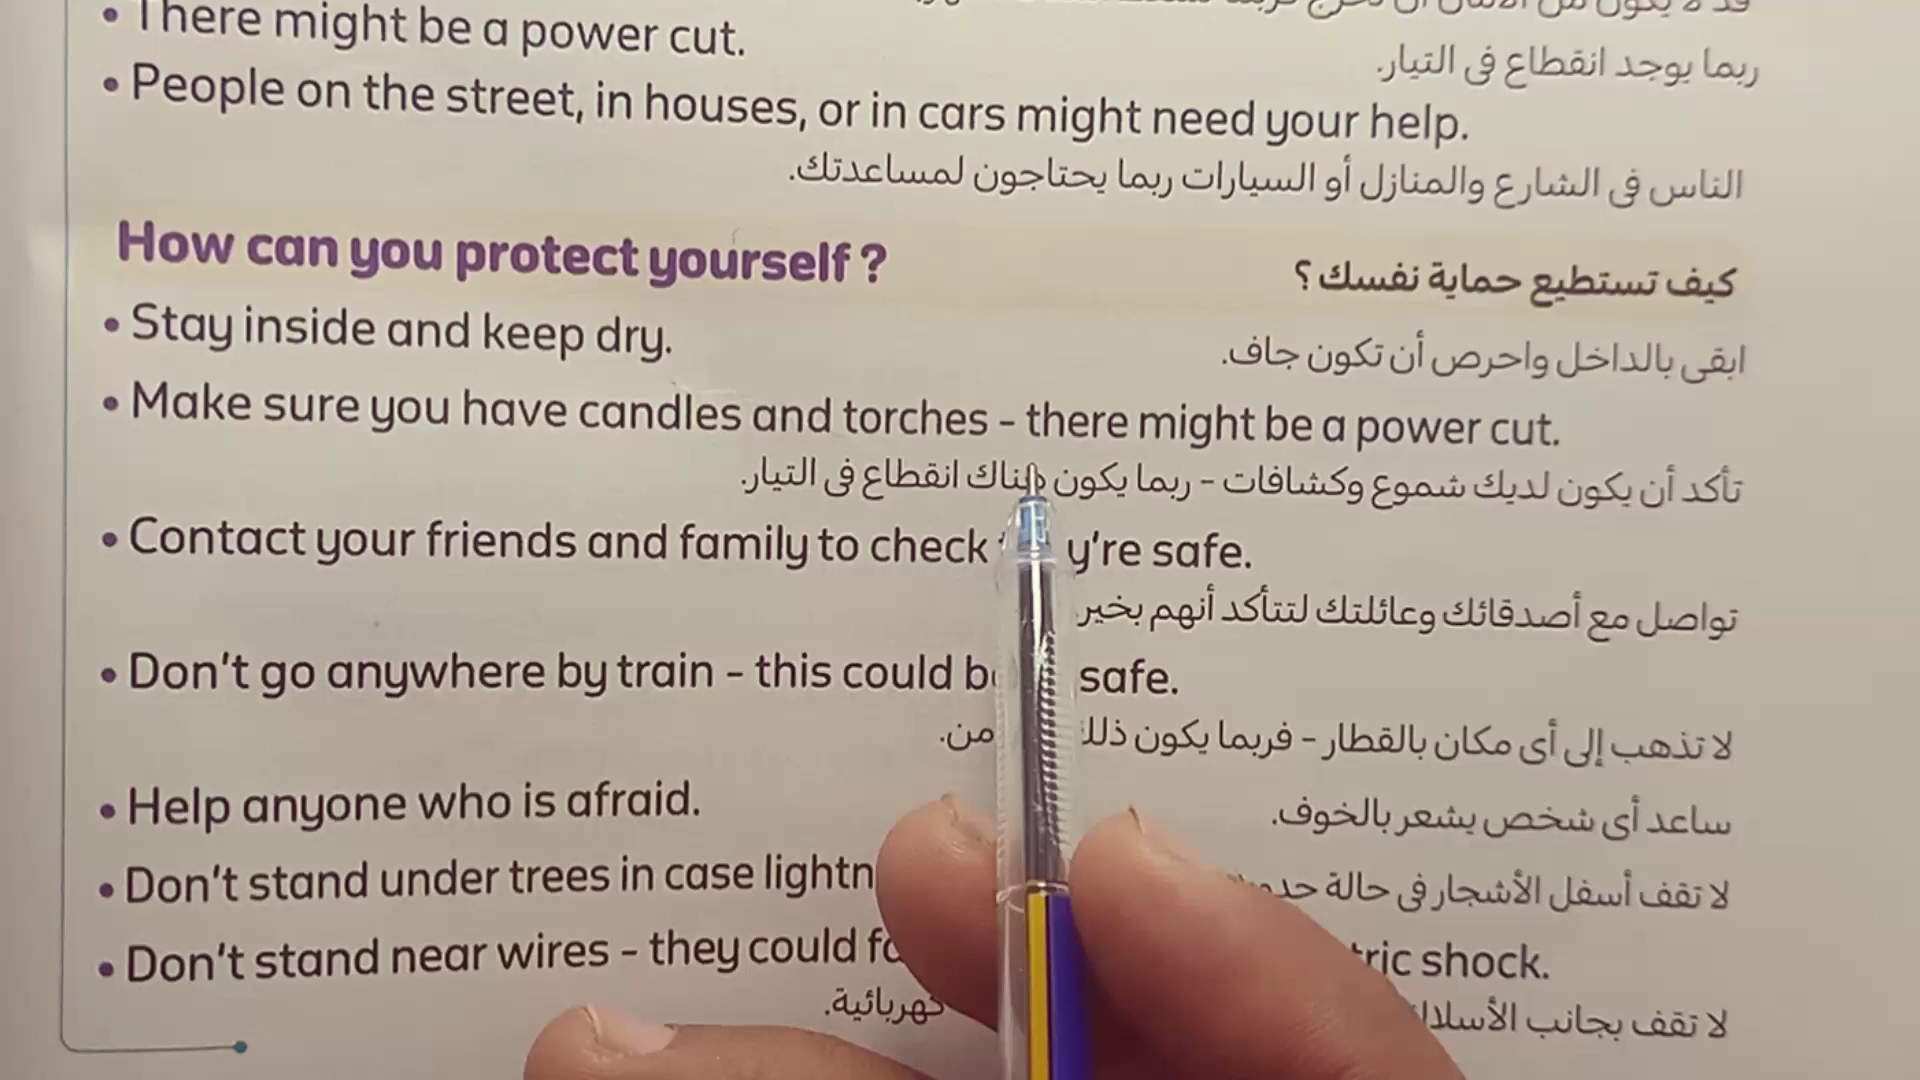 • There might be a power cut.
ربما يوجد انقطاع فى التيار.
• People on the street, in houses, or in cars might need your help.
الناس فى الشارع والمنازل أو السيارات ربما يحتاجون لمساعدتك.
How can you protect yourself ?
كيف تستطيع حماية نفسك ؟
• Stay inside and keep dry.
ابقى بالداخل واحرص أن تكون جاف.
• Make sure you have candles and torches - there might be a power cut.
تأكد أن يكون لديك شموع وكشافات - ربما يكون هناك انقطاع فى التيار.
• Contact your friends and family to check y're safe.
تواصل مع أصدقائك وعائلتك لتتأكد أنهم بخير
• Don't go anywhere by train - this could safe.
لا تذهب إلى أى مكان بالقطار - فربما يكون
• Help anyone who is afraid.
ساعد أى شخص يشعر بالخوف.
• Don't stand under trees in case
لا تقف أسفل الأشجار فى حالة
• Don't stand near wires - they could shock.
لا تقف بجانب كهربائية.